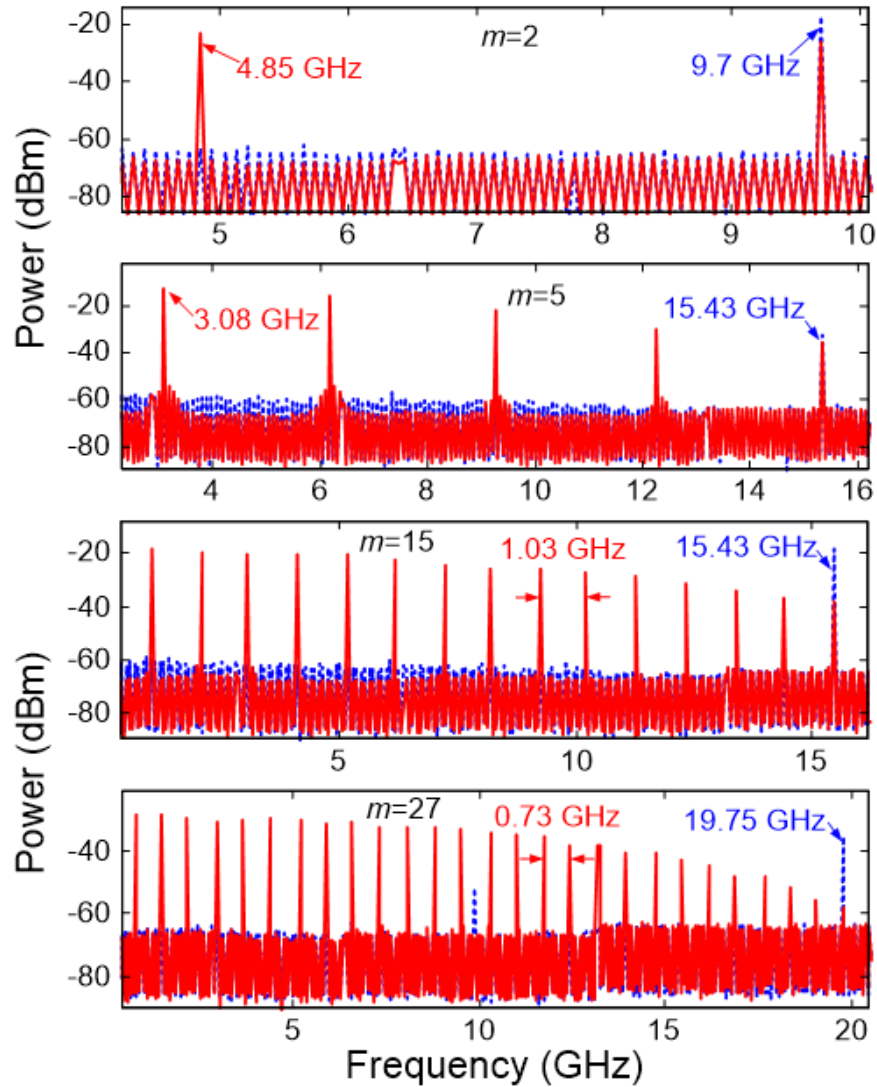 -20
-40
-60
-80
m=2
4.85 GHz
9.7 GHz
5 6 7 8 9 10
Power (dBm)
-20
-40
-60
-80
m=5
3.08 GHz
15.43 GHz
4 6 8 10 12 14 16
-20
-40
-60
-80
m=15
1.03 GHz
15.43 GHz
5 10 15
Power (dBm)
-40
-60
-80
m=27
0.73 GHz
19.75 GHz
5 10 15 20
Frequency (GHz)